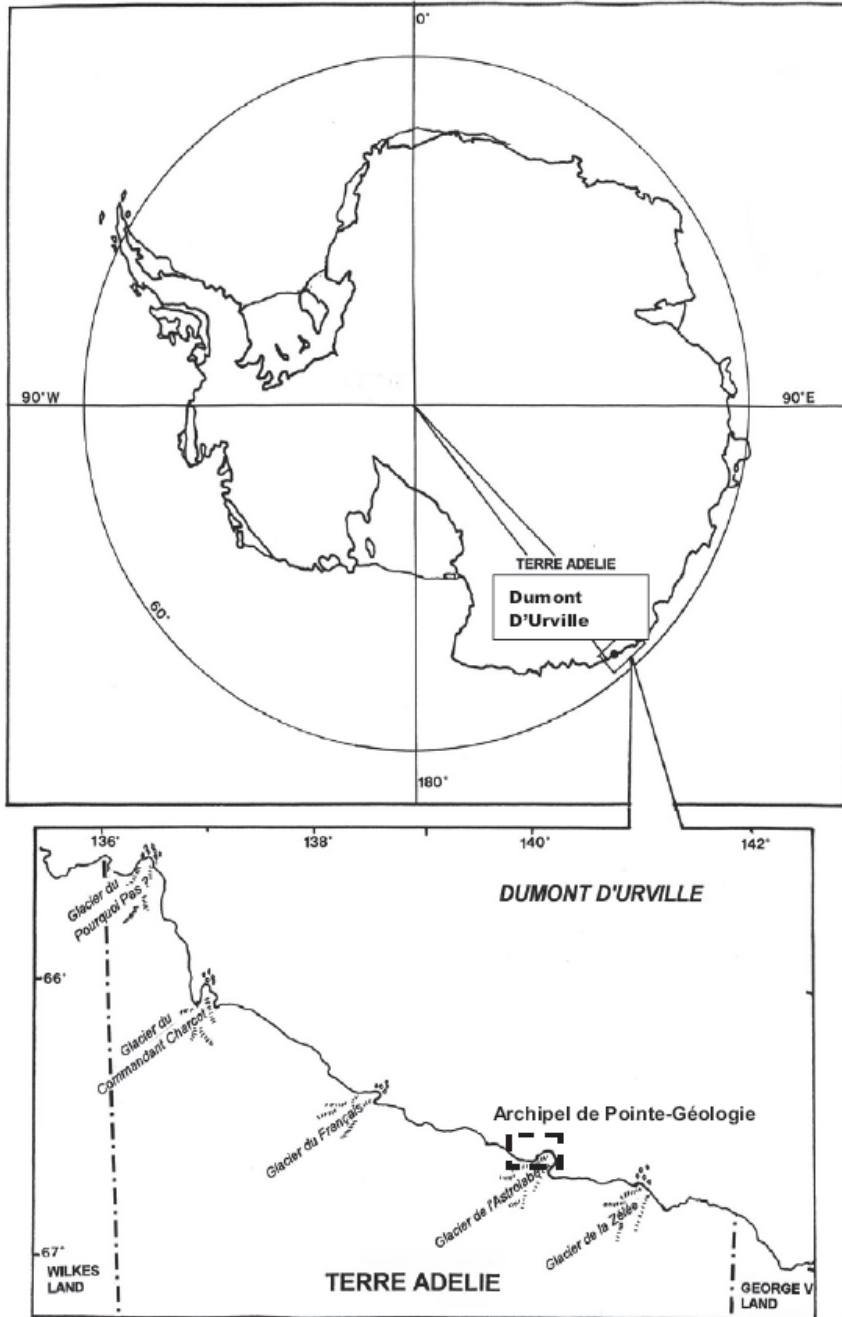 0°
90°W
90°E
TERRE ADELIE
Dumont
D'Urville
60°
180°
136°
138°
140°
142°
DUMONT D'URVILLE
Glacier du
Pourquoi Pas ?
66°
Glacier du
Commandant Charcot
Archipel de Pointe-Géologie
Glacier du Français
Glacier de l'Astrolabe
Glacier de la Zélée
67°
WILKES
LAND
TERRE ADELIE
GEORGE V
LAND